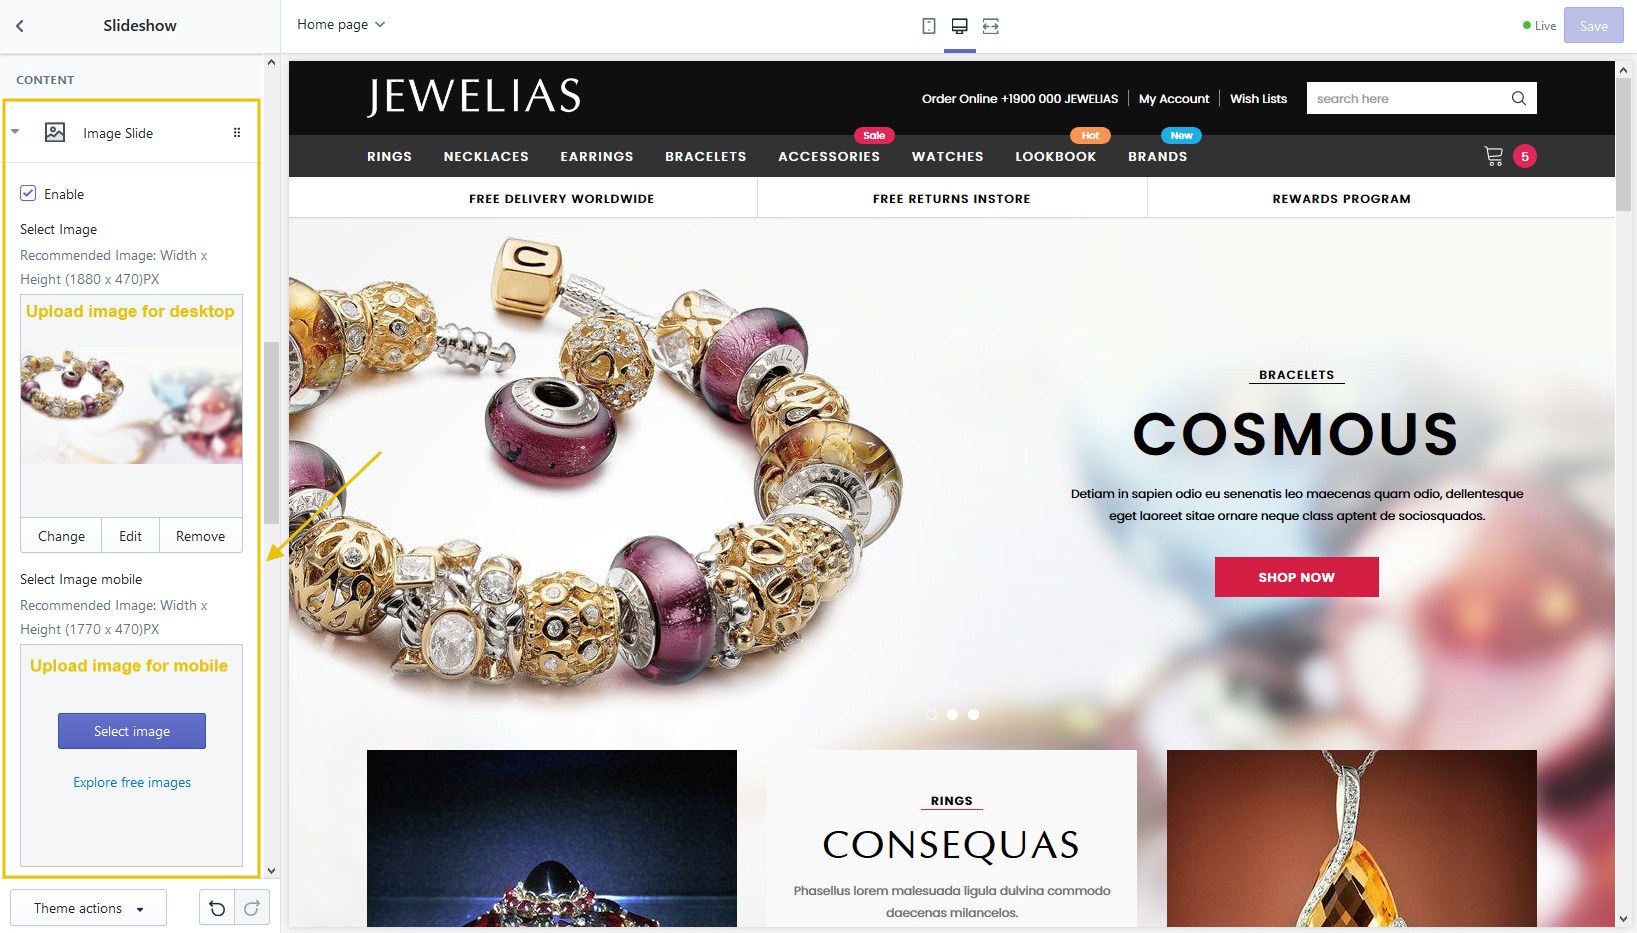 Slideshow
Home page
Live
Save
CONTENT
Image Slide
Enable
Select Image
Recommended Image: Width x
Height (1880 x 470)PX
Upload image for desktop
Change Edit Remove
Select Image mobile
Recommended Image: Width x
Height (1770 x 470)PX
Upload image for mobile
Select image
Explore free images
Theme actions
JEWELIAS
Order Online +1900 000 JEWELIAS My Account Wish Lists search here
Sale Hot New
RINGS NECKLACES EARRINGS BRACELETS ACCESSORIES WATCHES LOOKBOOK BRANDS 5
FREE DELIVERY WORLDWIDE FREE RETURNS INSTORE REWARDS PROGRAM
BRACELETS
COSMOUS
Detiam in sapien odio eu senenatis leo maecenas quam odio, dellentesque
eget laoreet sitae ornare neque class aptent de sociosquados.
SHOP NOW
RINGS
CONSEQUAS
Phasellus lorem malesuada ligula dulvina commodo
daecenas milancelos.